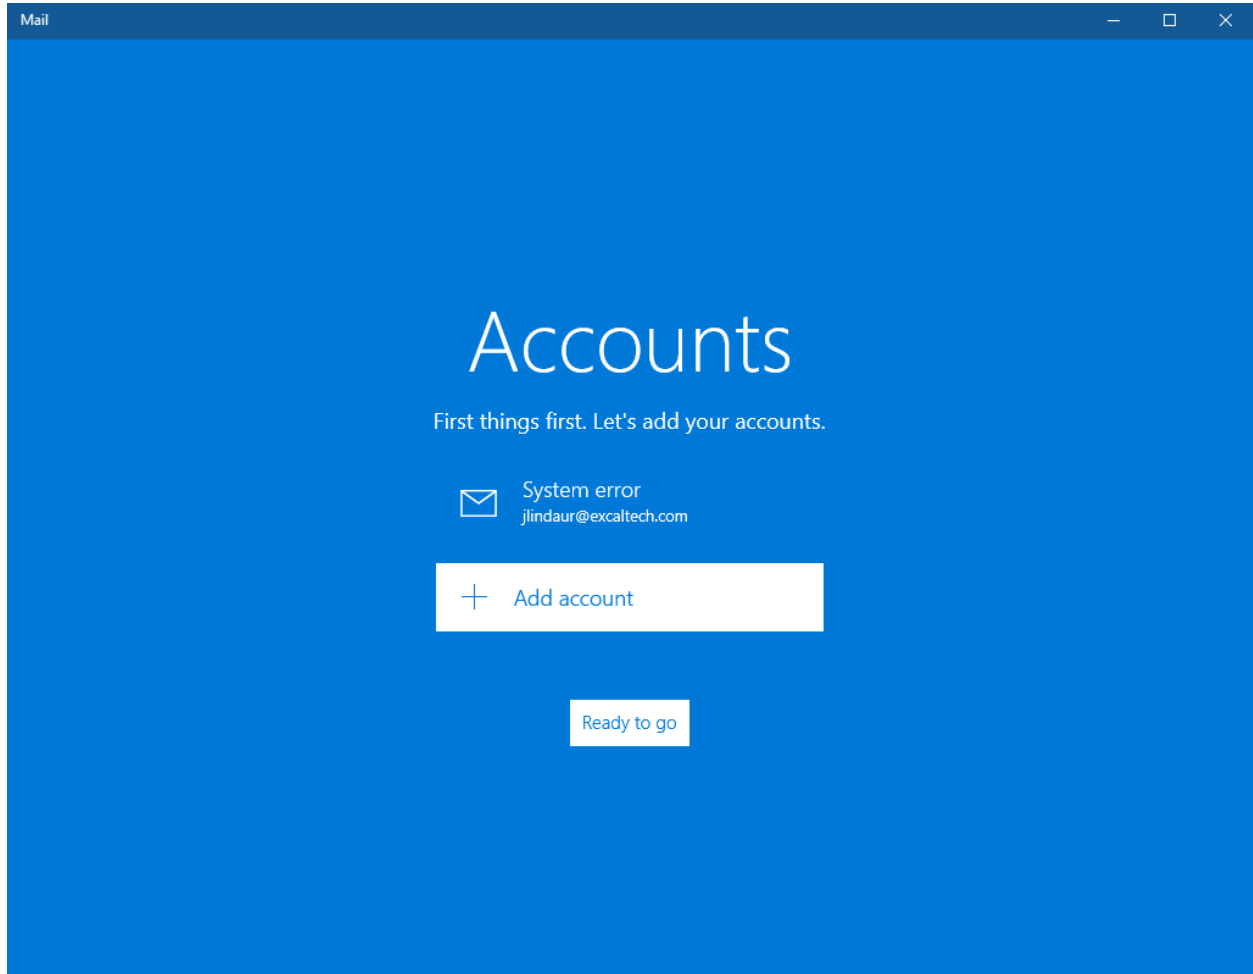 Mail
Accounts
First things first. Let's add your accounts.
System error
jlindaur@excaltech.com
Add account
Ready to go